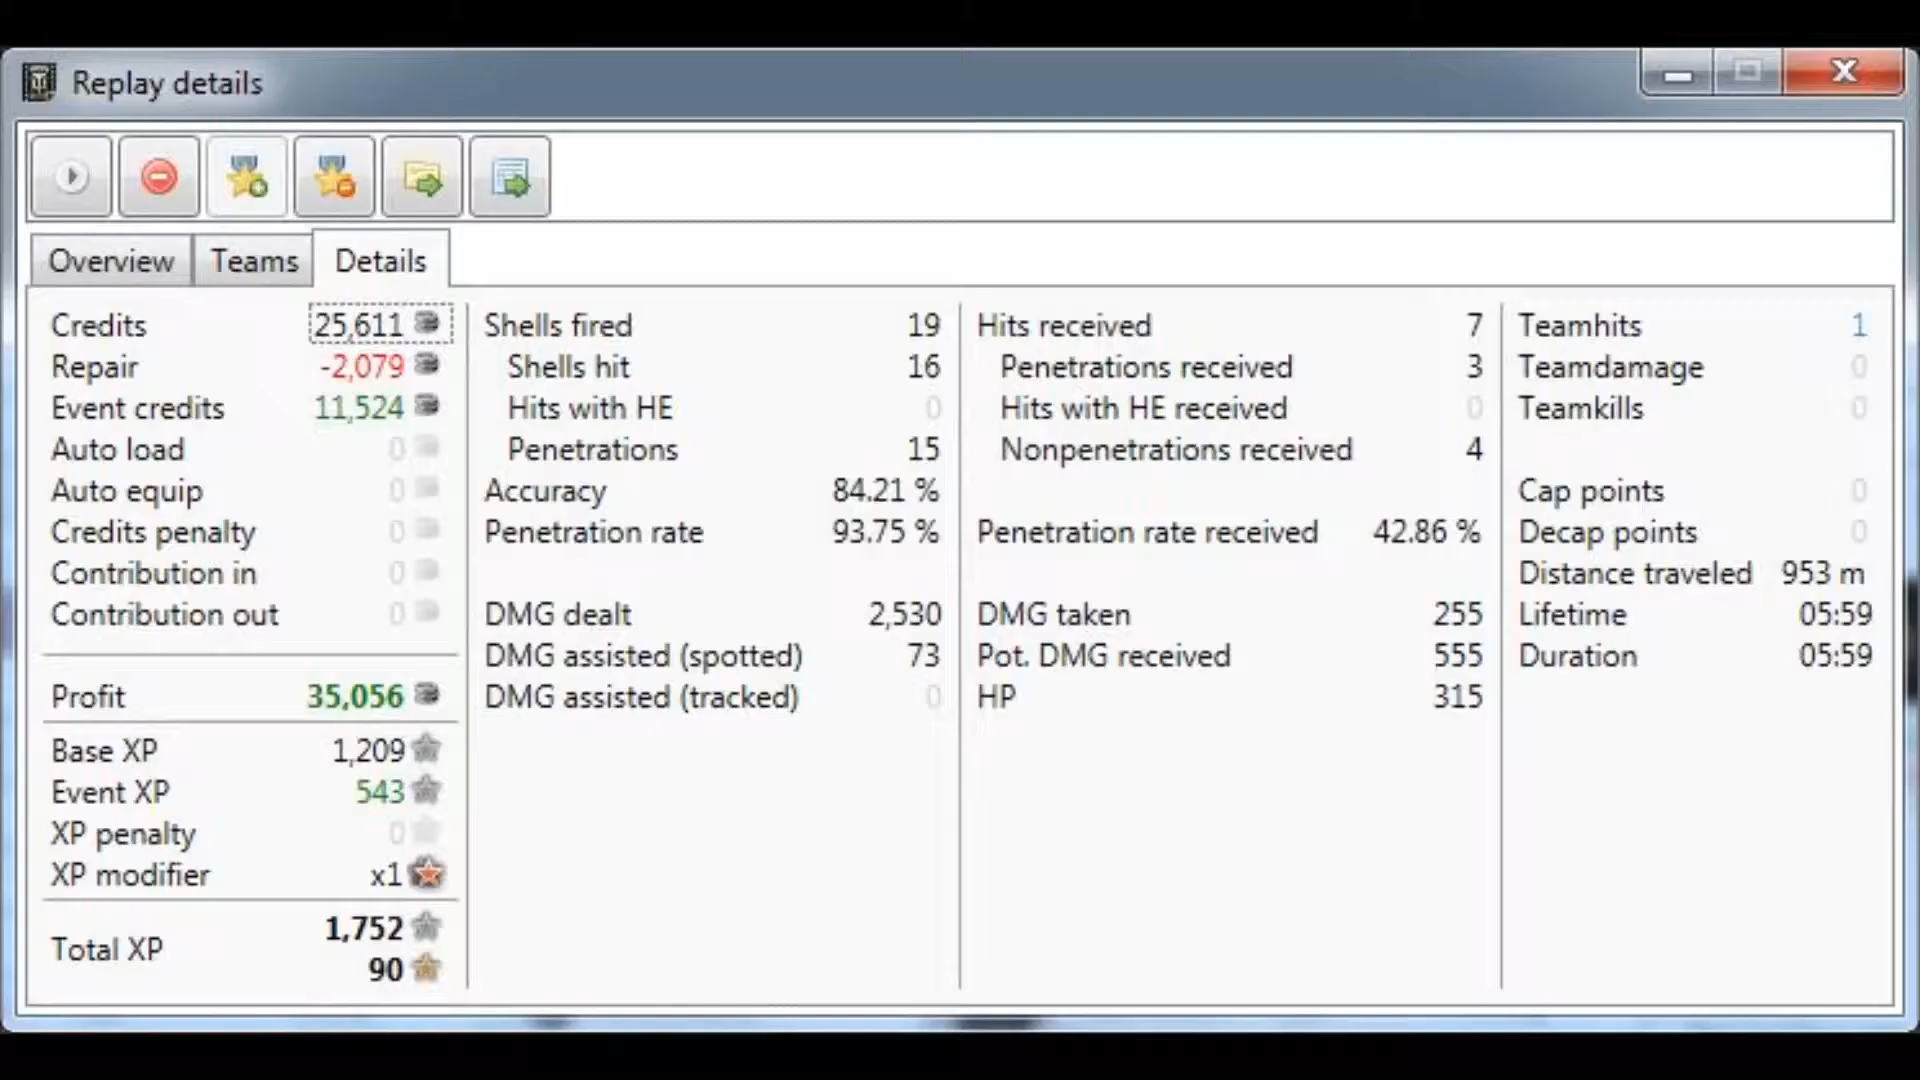 Replay details
Overview Teams Details
Credits 25,611
Repair -2,079
Event credits 11,524
Auto load 0
Auto equip 0
Credits penalty 0
Contribution in 0
Contribution out 0
Profit 35,056
Base XP 1,209
Event XP 543
XP penalty 0
XP modifier x1
Total XP 1,752
90
Shells fired 19
Shells hit 16
Hits with HE 0
Penetrations 15
Accuracy 84.21 %
Penetration rate 93.75 %
DMG dealt 2,530
DMG assisted (spotted) 73
DMG assisted (tracked) 0
Hits received 7
Penetrations received 3
Hits with HE received 0
Nonpenetrations received 4
Penetration rate received 42.86 %
DMG taken 255
Pot. DMG received 555
HP 315
Teamhits 1
Teamdamage 0
Teamkills 0
Cap points 0
Decap points 0
Distance traveled 953 m
Lifetime 05:59
Duration 05:59